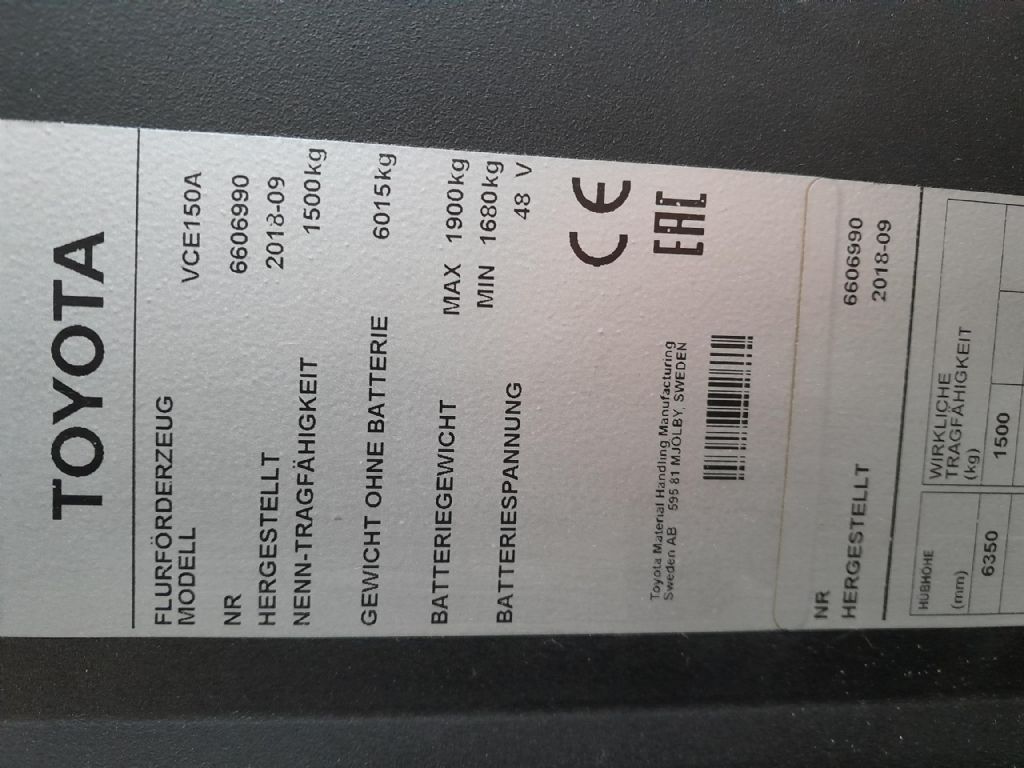 TOYOTA
FLURFÖRDERZEUG
MODELL VCE150A
NR 6606990
HERGESTELLT 2018-09
NENN-TRAGFÄHIGKEIT 1500kg
GEWICHT OHNE BATTERIE 6015kg
BATTERIEGEWICHT MAX 1900kg
MIN 1680kg
BATTERIESPANNUNG 48 V
CE
Toyota Material Handling Manufacturing
Sweden AB 595 81 MJÖLBY, SWEDEN
EAC
NR 6606990
HERGESTELLT 2018-09
HUBHÖHE
(mm)
WIRKLICHE
TRAGFÄHIGKEIT
(kg)
6350 1500